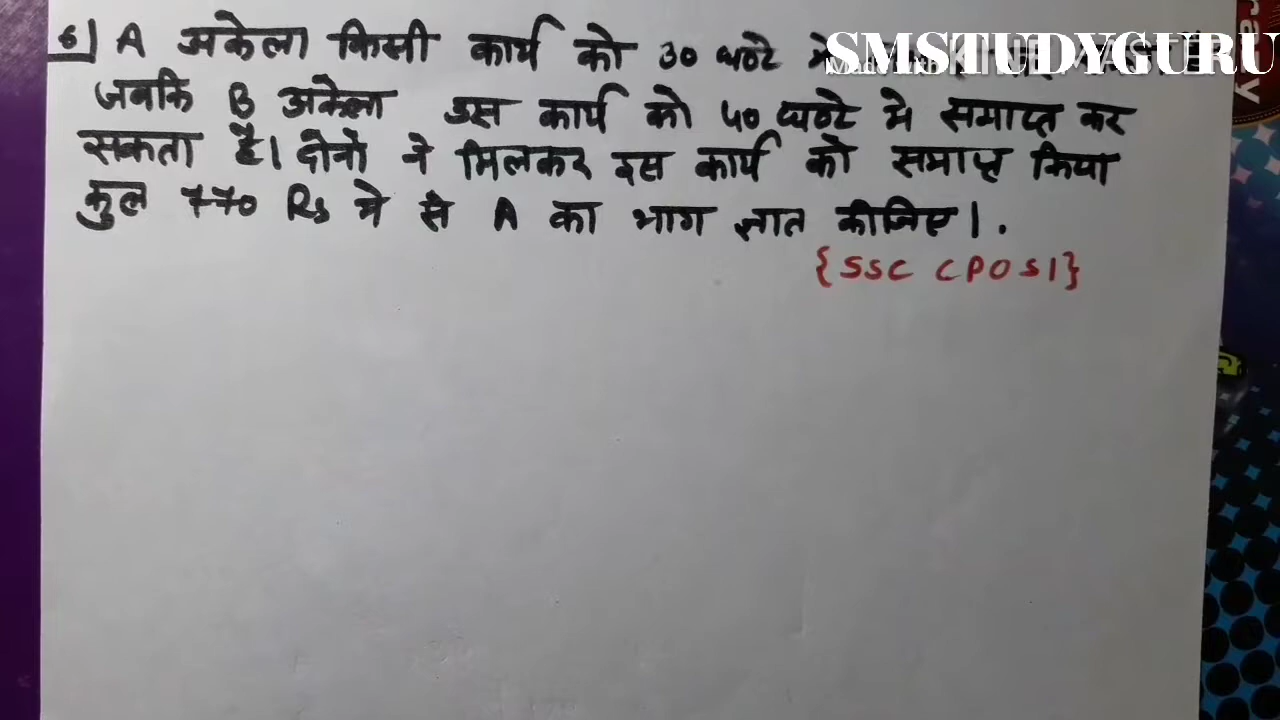 6] A अकेला किसी कार्य को 30 घण्टे मे
SMSTUDYGURU
जबकि B अकेला उस कार्य को 40 घण्टे मे समाप्त कर
सकता है। दोनो ने मिलकर इस कार्य को समाप्त किया
कुल 770 Rs मे से A का भाग ज्ञात कीजिए।.
{SSC CPO SI}